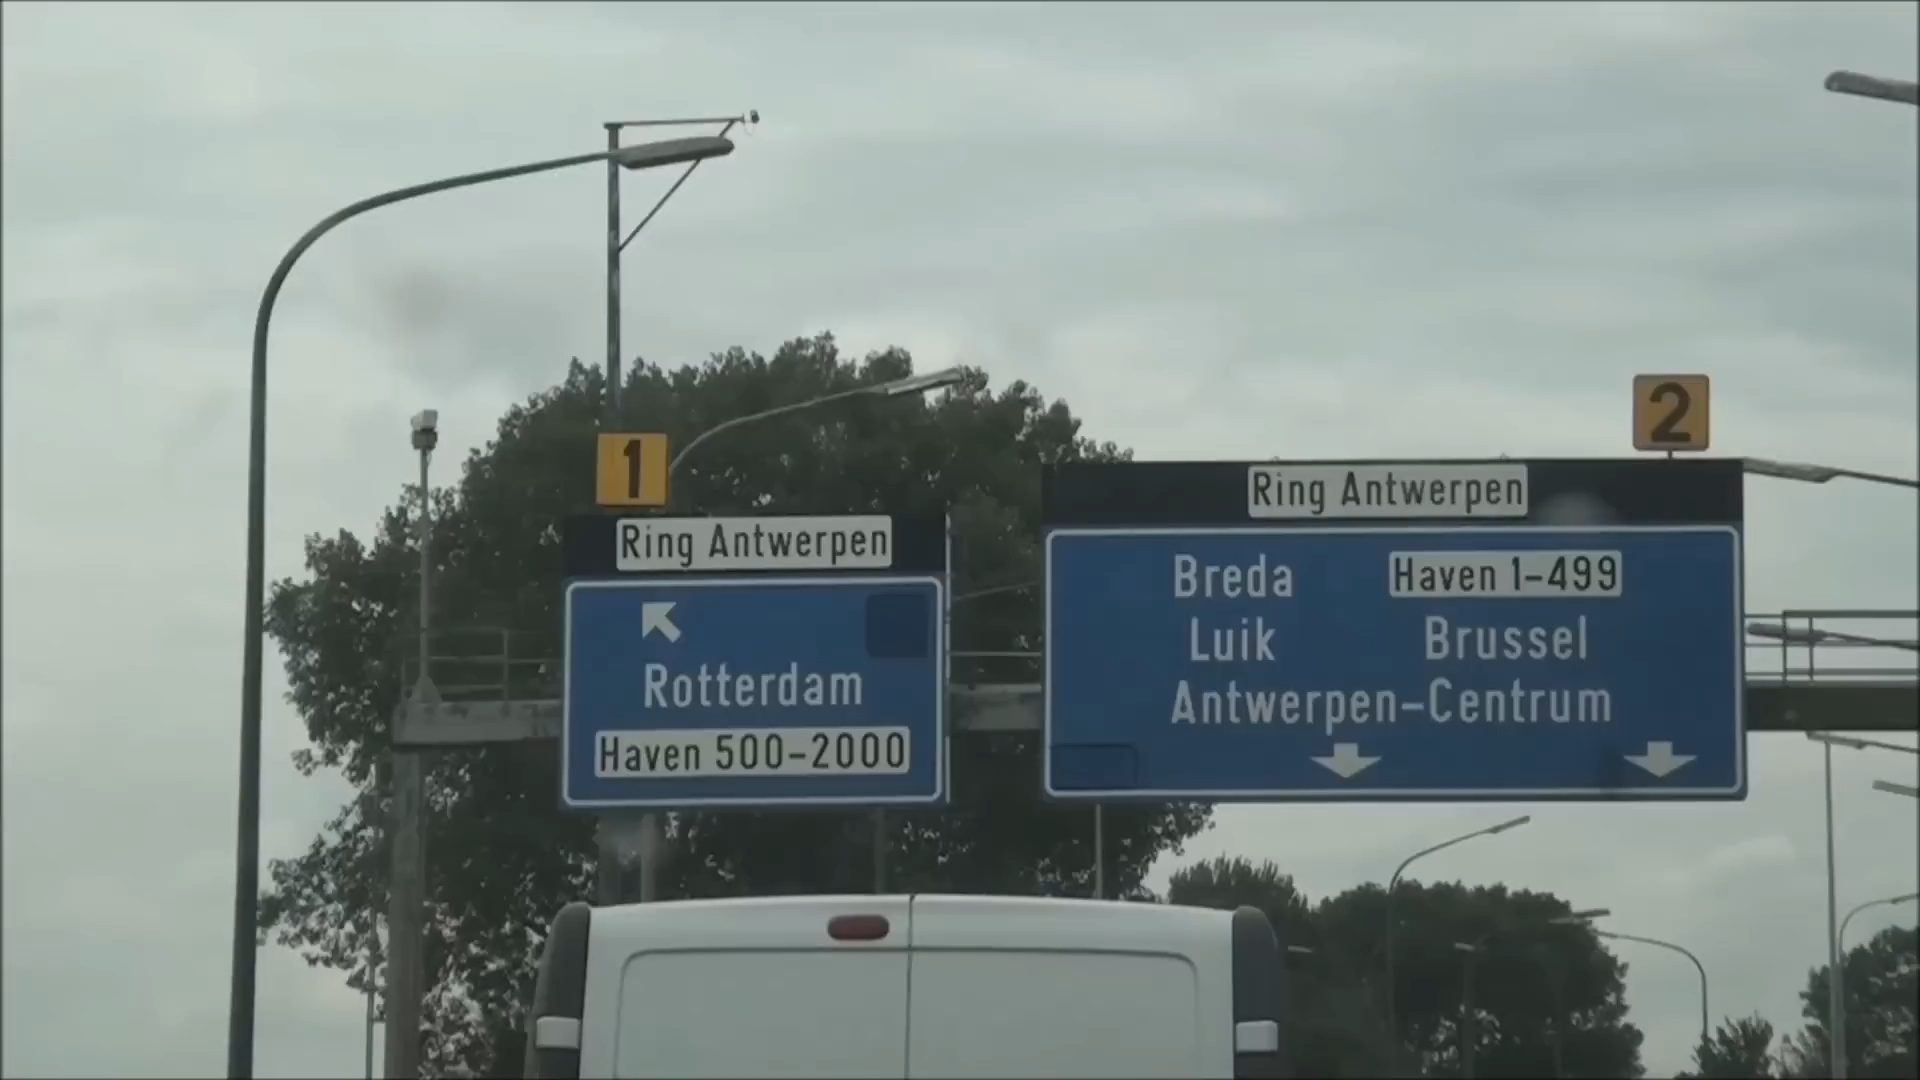 1
Ring Antwerpen
Rotterdam
Haven 500-2000
2
Ring Antwerpen
Breda Haven 1-499
Luik Brussel
Antwerpen-Centrum